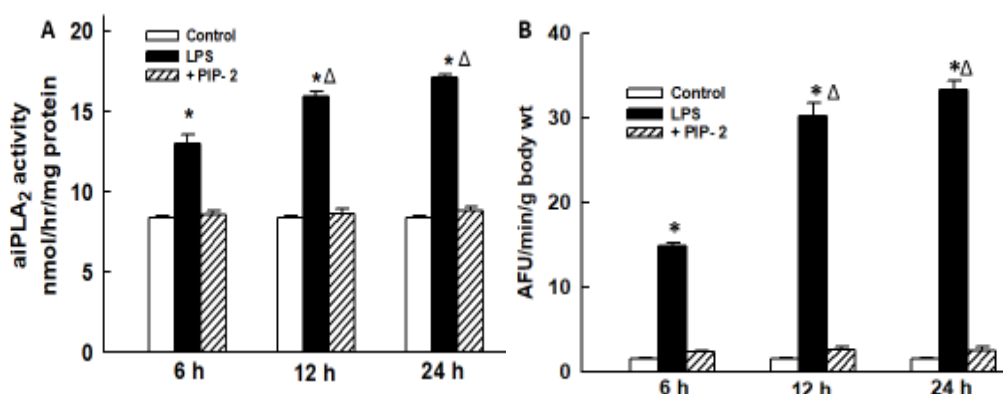 A
Control
LPS
+ PIP- 2
aiPLA₂ activity
nmol/hr/mg protein
20
15
10
5
0
*
* Δ
* Δ
6 h
12 h
24 h
B
Control
LPS
+ PIP- 2
AFU/min/g body wt
40
30
20
10
0
*
* Δ
*Δ
6 h
12 h
24 h